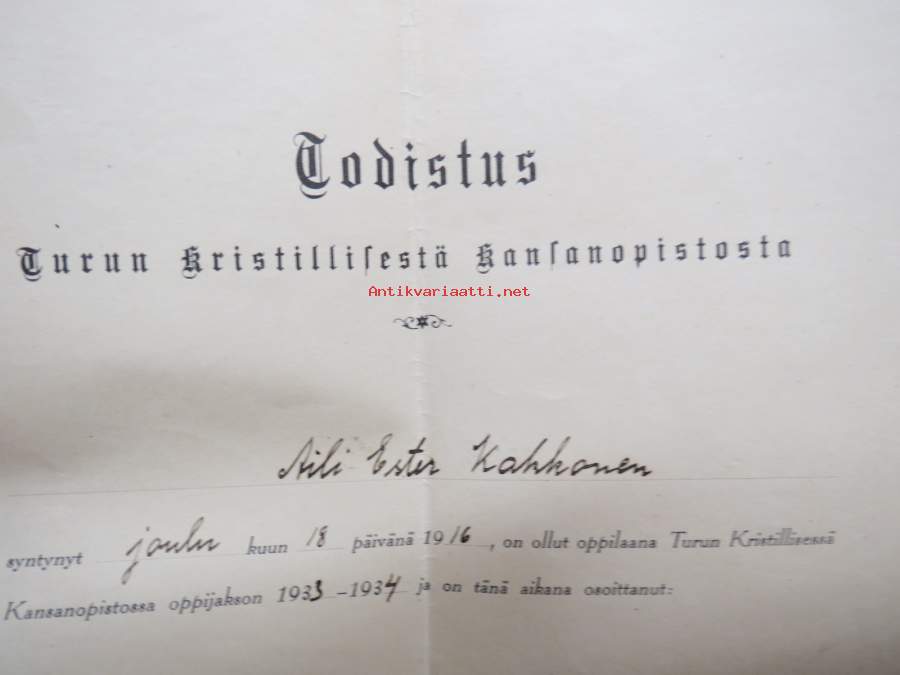 Todistus
Turun Kristillisestä Kansanopistosta
Antikvariaatti.net
Aili Ester Kahkonen
syntynyt joulu kuun 18 päivänä 1916, on ollut oppilaana Turun Kristillisessä
Kansanopistossa oppijakson 1933-1934 ja on tänä aikana osoittanut: